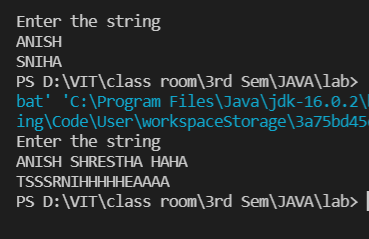 Enter the string
ANISH
SNIHA
PS D:\VIT\class room\3rd Sem\JAVA\lab>
bat' 'C:\Program Files\Java\jdk-16.0.2\
ing\Code\User\workspaceStorage\3a75bd45
Enter the string
ANISH SHRESTHA HAHA
TSSSRNIHHHHHEAAAA
PS D:\VIT\class room\3rd Sem\JAVA\lab>